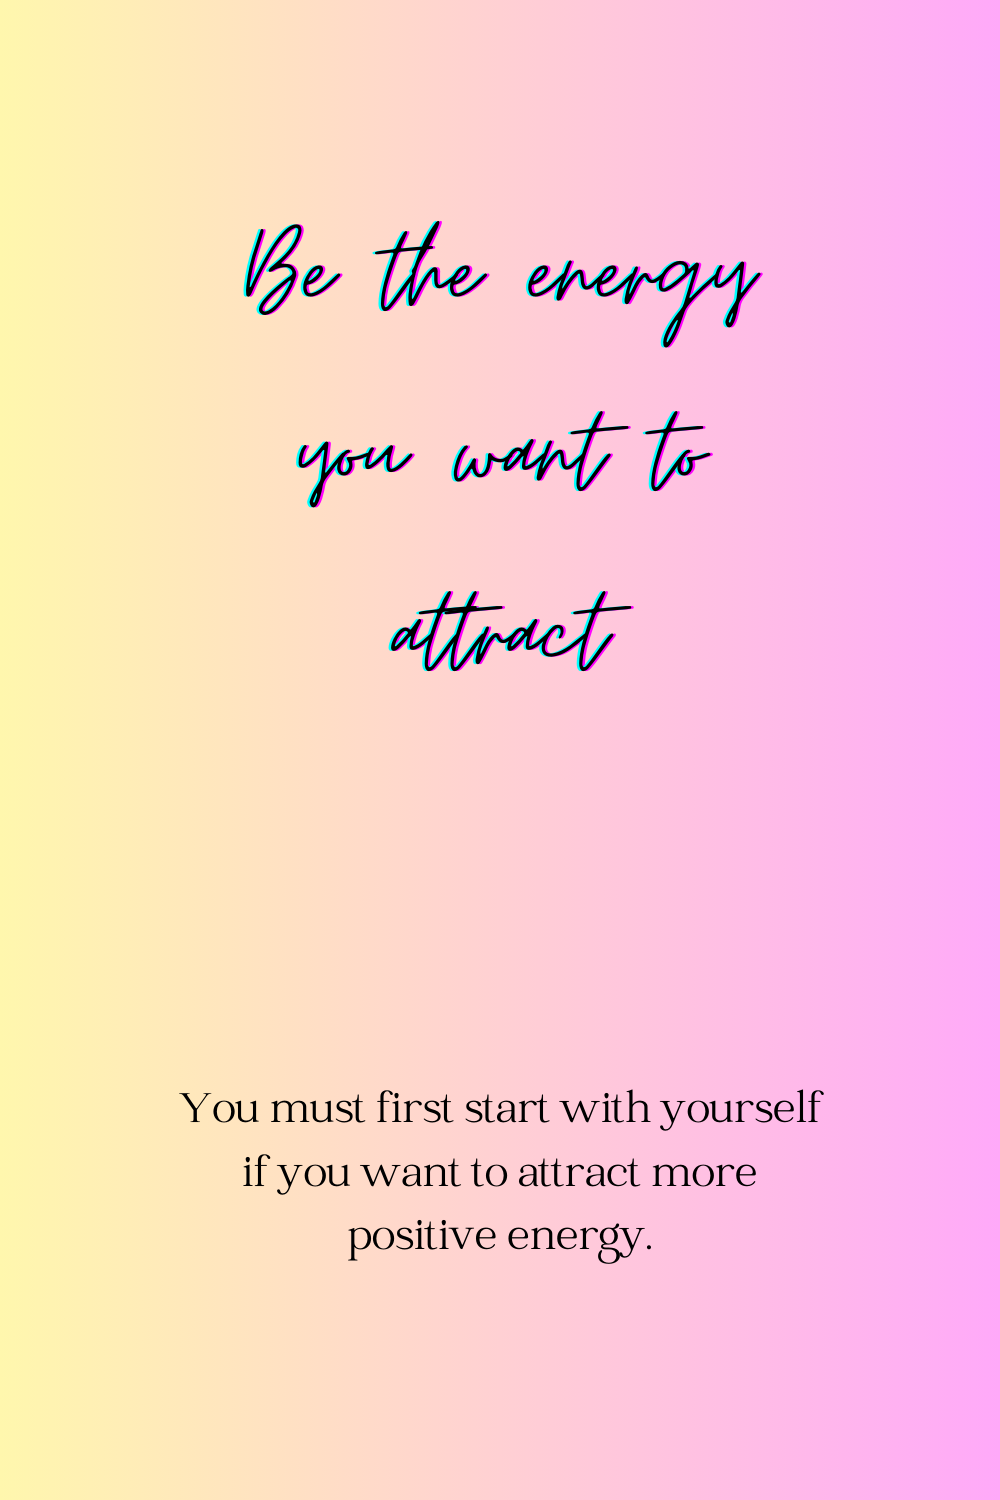 Be the energy
you want to
attract
You must first start with yourself
if you want to attract more
positive energy.